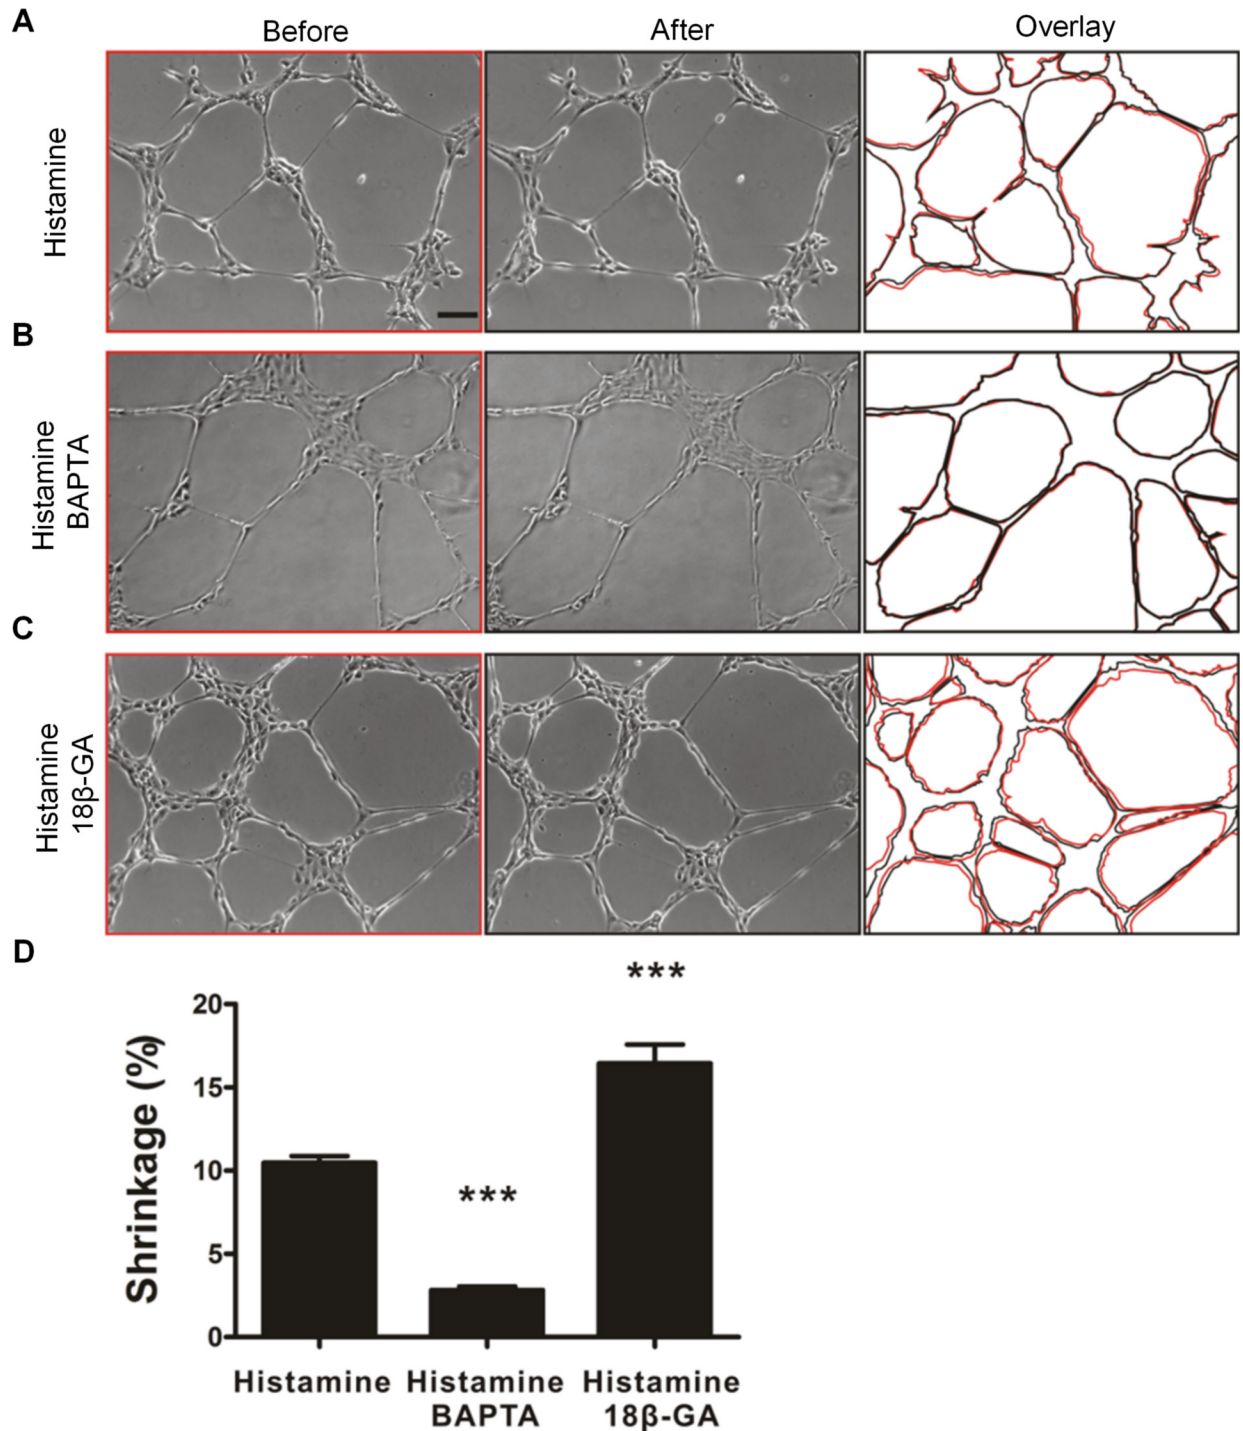 A
Before
After
Overlay
Histamine
B
Histamine
BAPTA
C
Histamine
18β-GA
D
***
20
15
10
5
0
***
Shrinkage (%)
Histamine
Histamine
BAPTA
Histamine
18β-GA